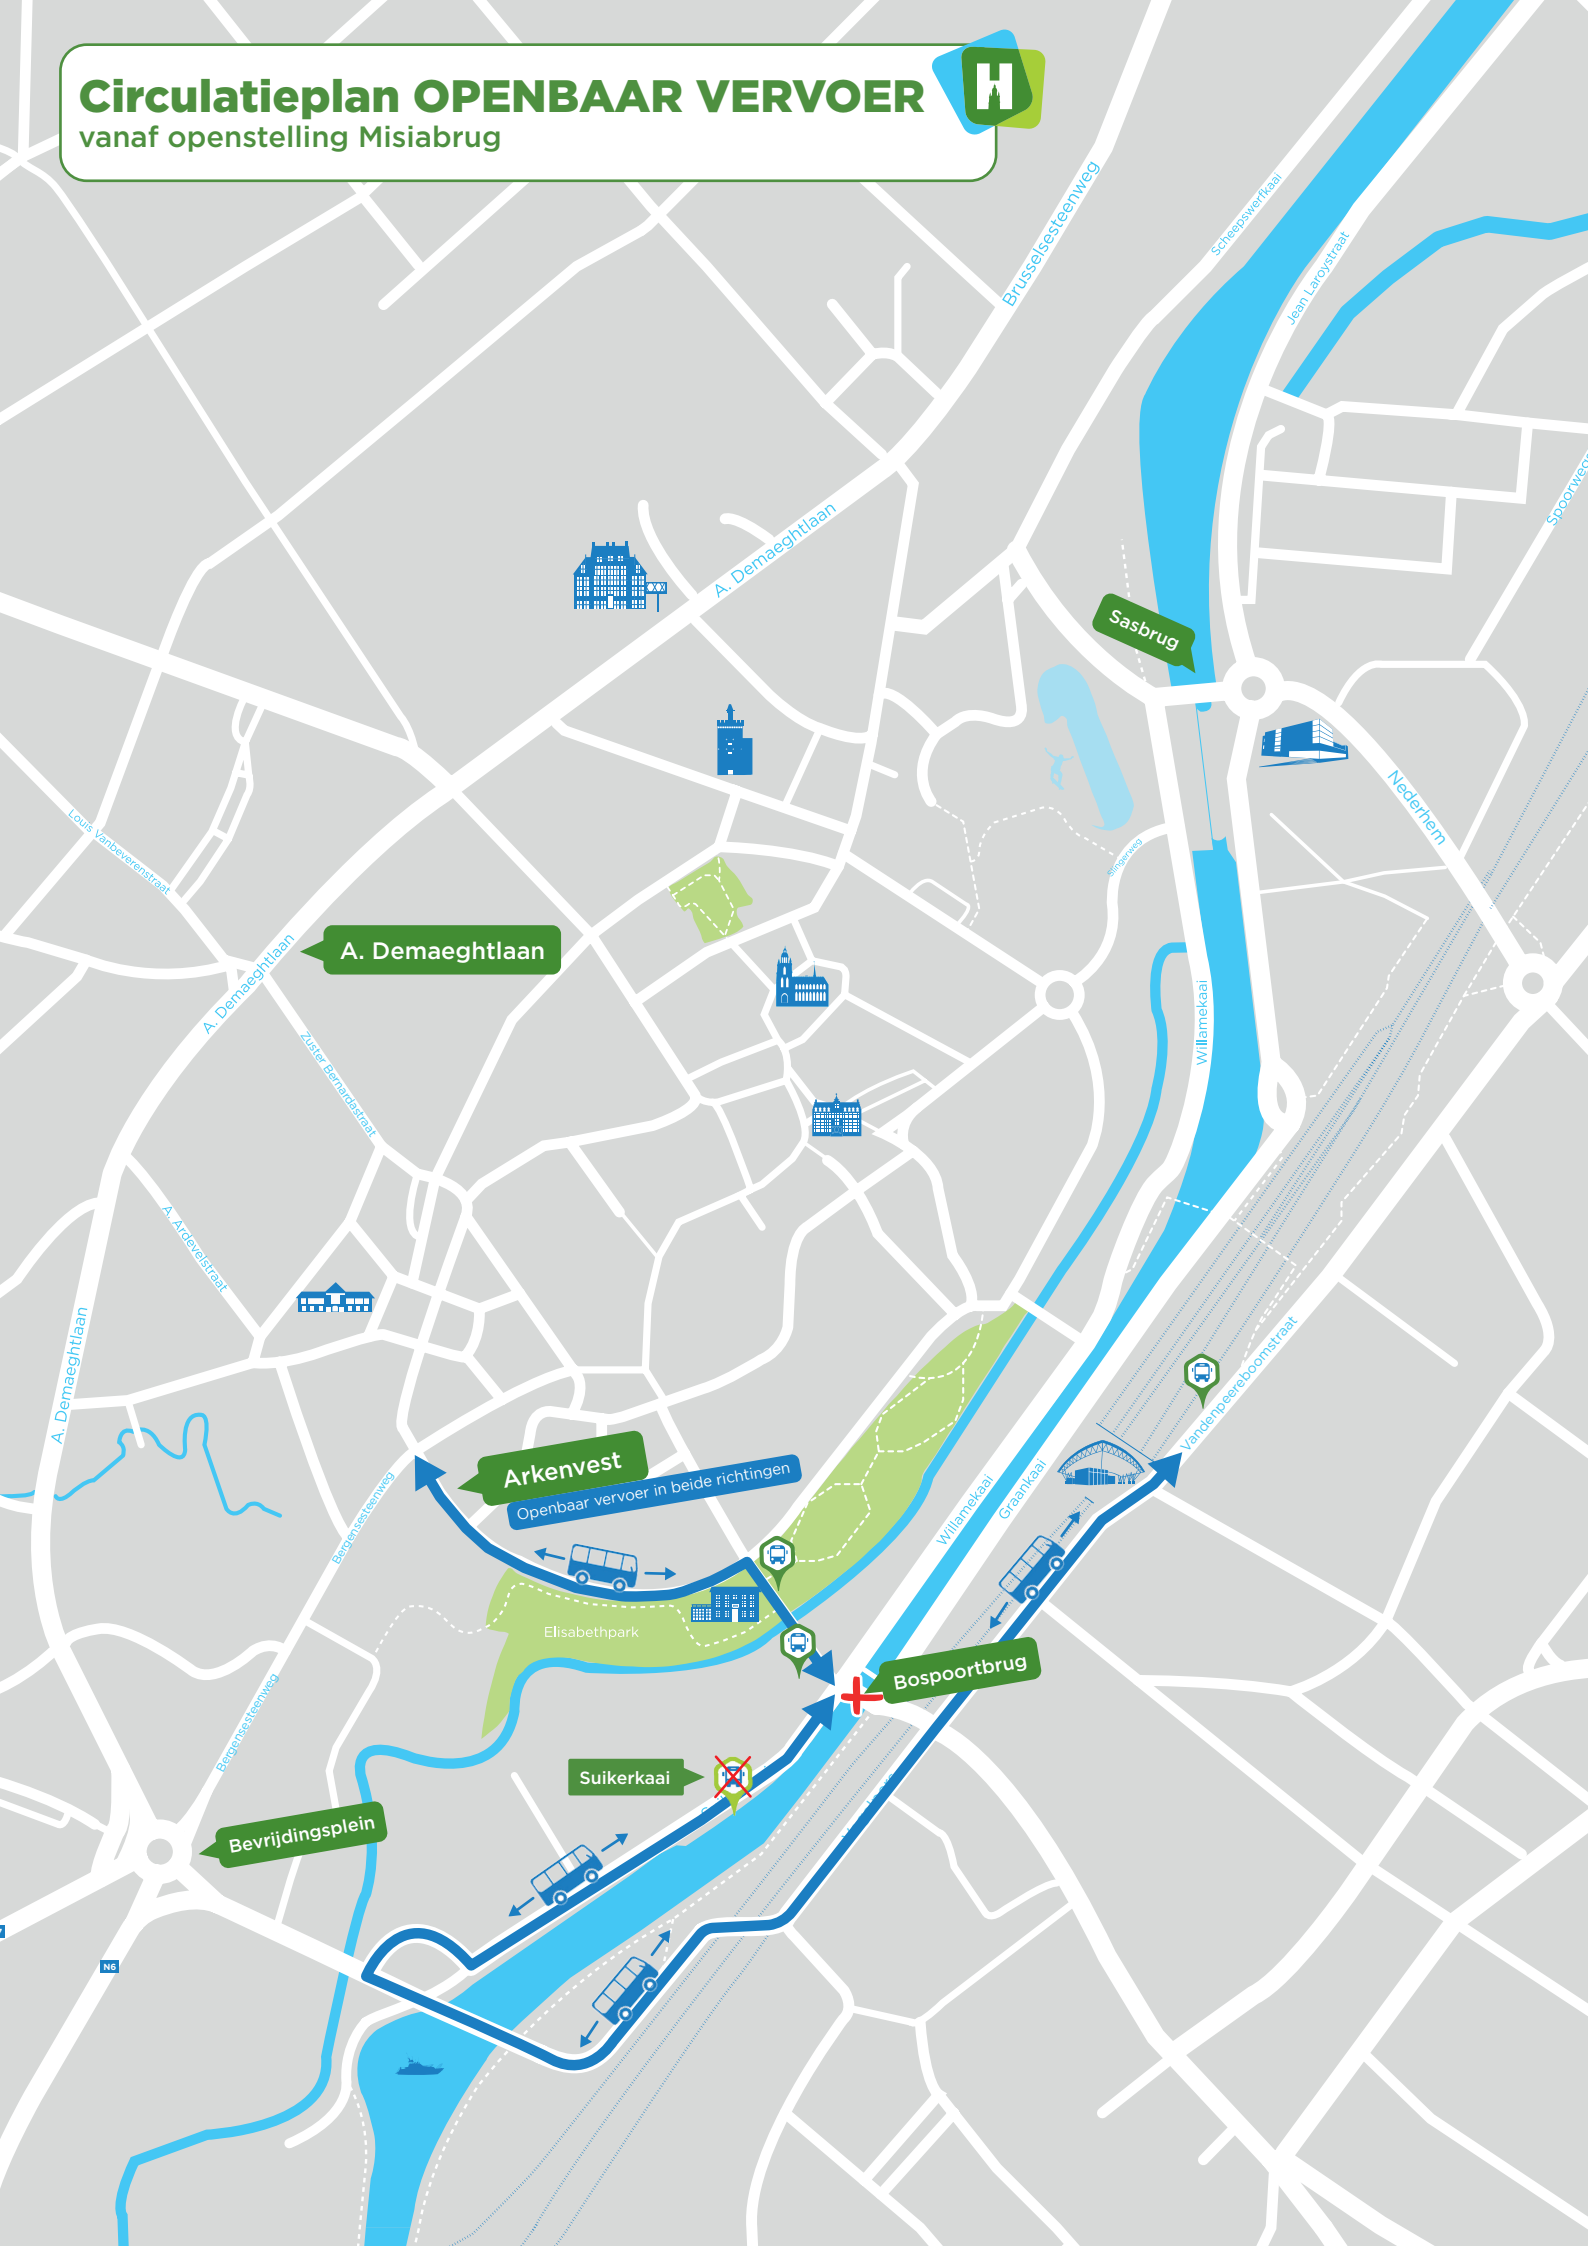 Circulatieplan OPENBAAR VERVOER
vanaf openstelling Misiabrug
H
Brusselsesteenweg
Scheepswerfkaai
Jean Laroystraat
Spoorweg
A. Demaeghtlaan
Sasbrug
Nederhem
Louis Vanbeverenstraat
Slingerweg
A. Demaeghtlaan
A. Demaeghtlaan
Willamekaai
Zuster Bernardastraat
A. Ardevelstraat
A. Demaeghtlaan
Vandenpeereboomstraat
Arkenvest
Openbaar vervoer in beide richtingen
Bergensesteenweg
Willamekaai
Graankaai
Elisabethpark
Bospoortbrug
Bergensesteenweg
Suikerkaai
Bevrijdingsplein
N6